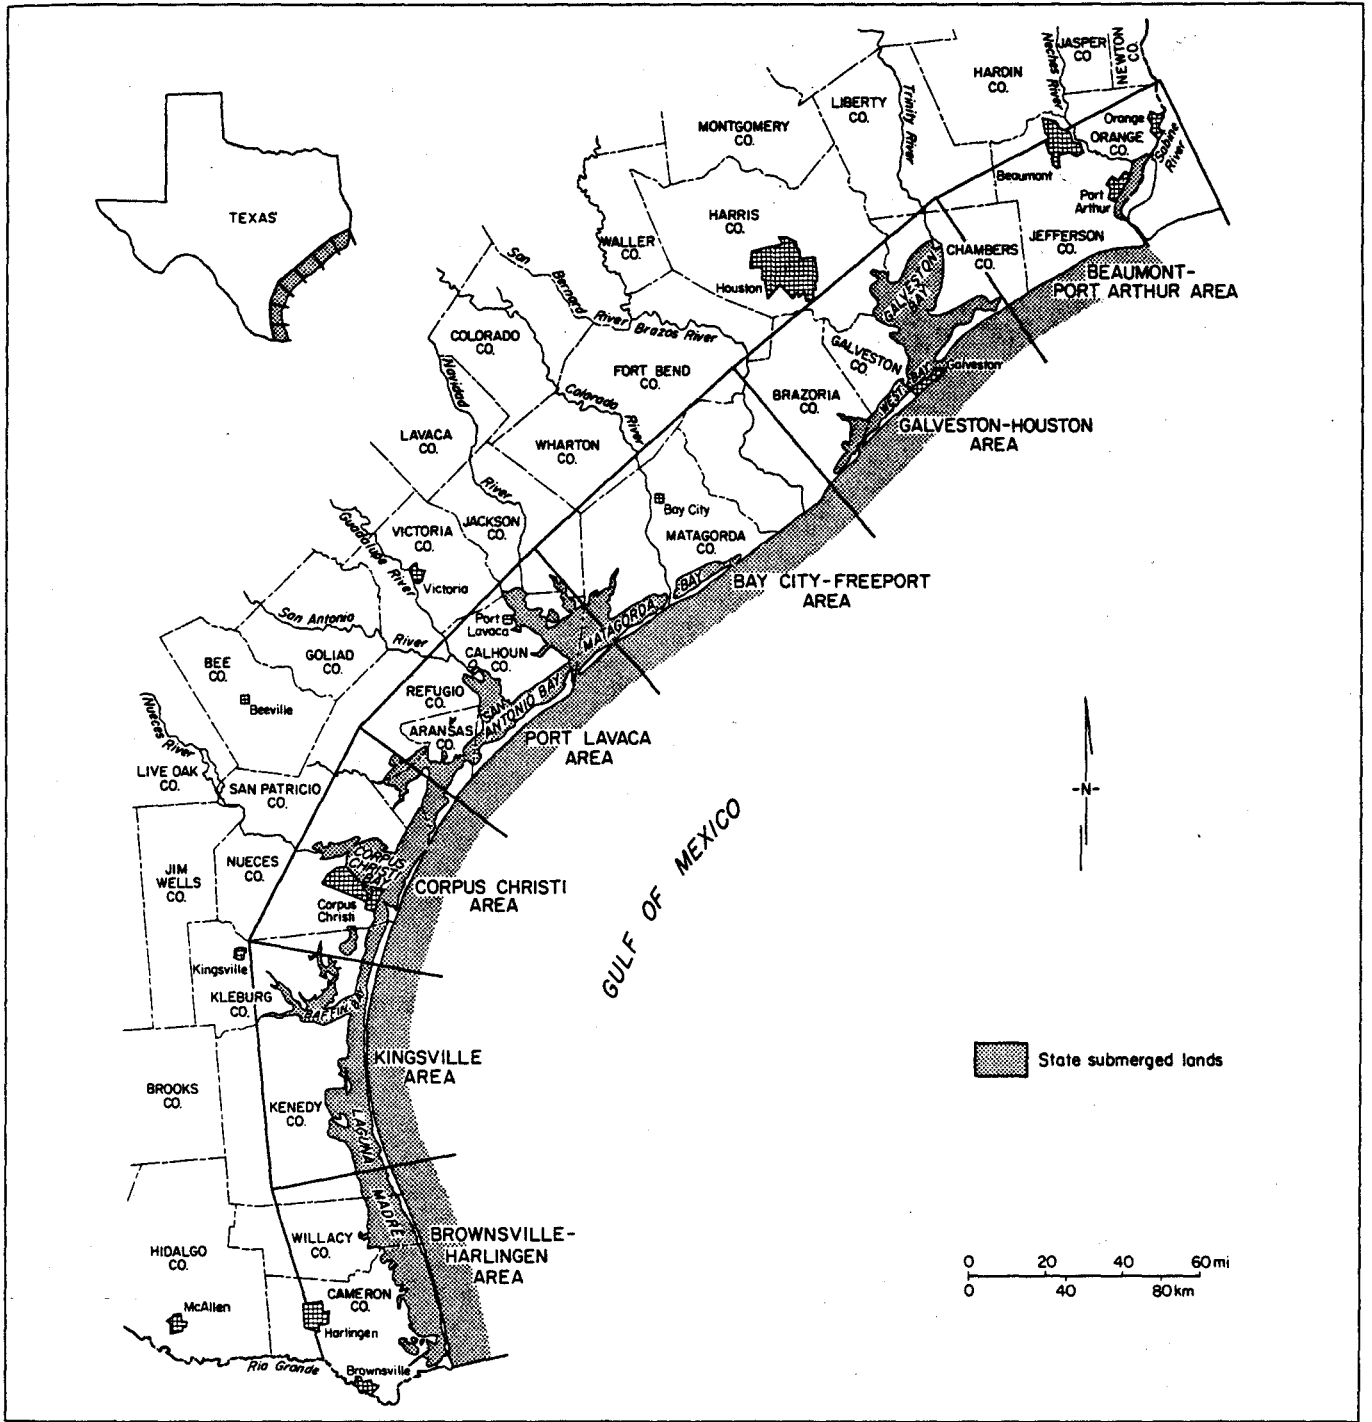 TEXAS
JASPER
CO
NEWTON
CO.
Neches River
HARDIN
CO.
LIBERTY
CO.
Trinity River
MONTGOMERY
CO.
Orange
ORANGE
CO.
Sabine
River
Beaumont
Port
Arthur
HARRIS
CO.
WALLER
CO.
Houston
CHAMBERS
CO.
JEFFERSON
CO.
BEAUMONT-
PORT ARTHUR AREA
GALVESTON
BAY
San
Bernard
River
Brazos River
COLORADO
CO.
FORT BEND
CO.
GALVESTON
CO.
Galveston
WEST BAY
BRAZORIA
CO.
GALVESTON-HOUSTON
AREA
Navidad
River
Colorado
River
LAVACA
CO.
WHARTON
CO.
Bay City
MATAGORDA
CO.
JACKSON
CO.
VICTORIA
CO.
Guadalupe River
Victoria
BAY CITY-FREEPORT
AREA
MATAGORDA
BAY
Port
Lavaca
CALHOUN
CO.
San Antonio
River
GOLIAD
CO.
BEE
CO.
Beeville
REFUGIO
CO.
ARANSAS
CO.
SAN
ANTONIO BAY
PORT LAVACA
AREA
Nueces
River
LIVE OAK
CO.
SAN PATRICIO
CO.
-N-
GULF OF MEXICO
NUECES
CO.
JIM
WELLS
CO.
CORPUS
CHRISTI
BAY
Corpus
Christi
CORPUS CHRISTI
AREA
Kingsville
KLEBURG
CO.
BAFFIN BAY
KINGSVILLE
AREA
State submerged lands
BROOKS
CO.
KENEDY
CO.
LAGUNA
MADRE
WILLACY
CO.
BROWNSVILLE-
HARLINGEN
AREA
HIDALGO
CO.
CAMERON
CO.
McAllen
Harlingen
Rio Grande
Brownsville
0 20 40 60 mi
0 40 80 km